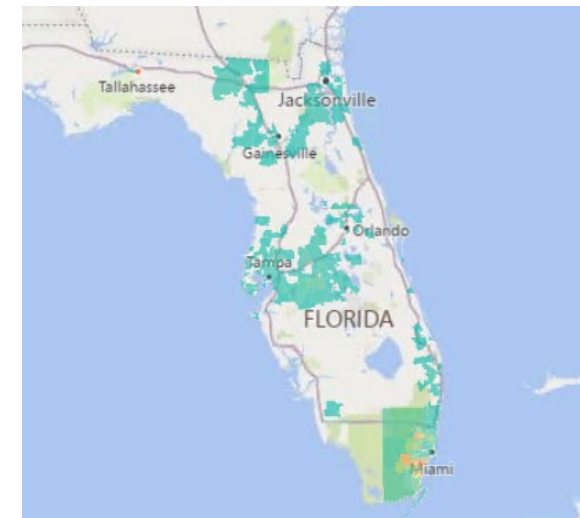 Tallahassee
Jacksonville
Gainesville
Orlando
Tampa
FLORIDA
Miami